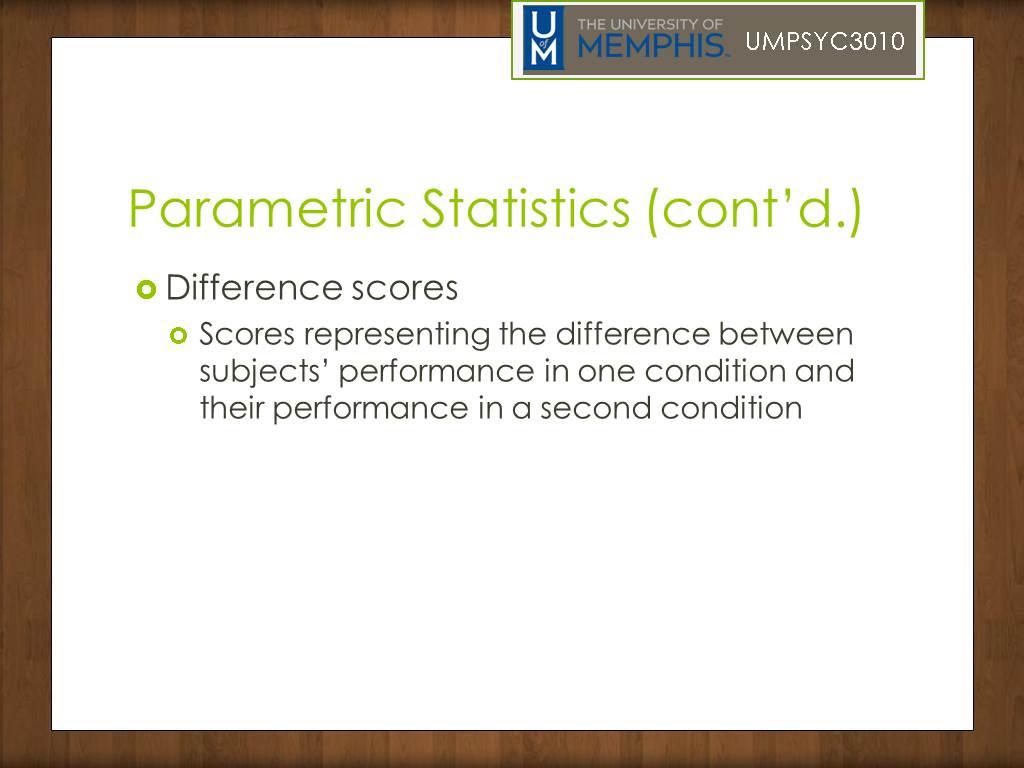 U
of
M
THE UNIVERSITY OF
MEMPHIS™
UMPSYC3010
Parametric Statistics (cont’d.)
Difference scores
Scores representing the difference between
subjects’ performance in one condition and
their performance in a second condition